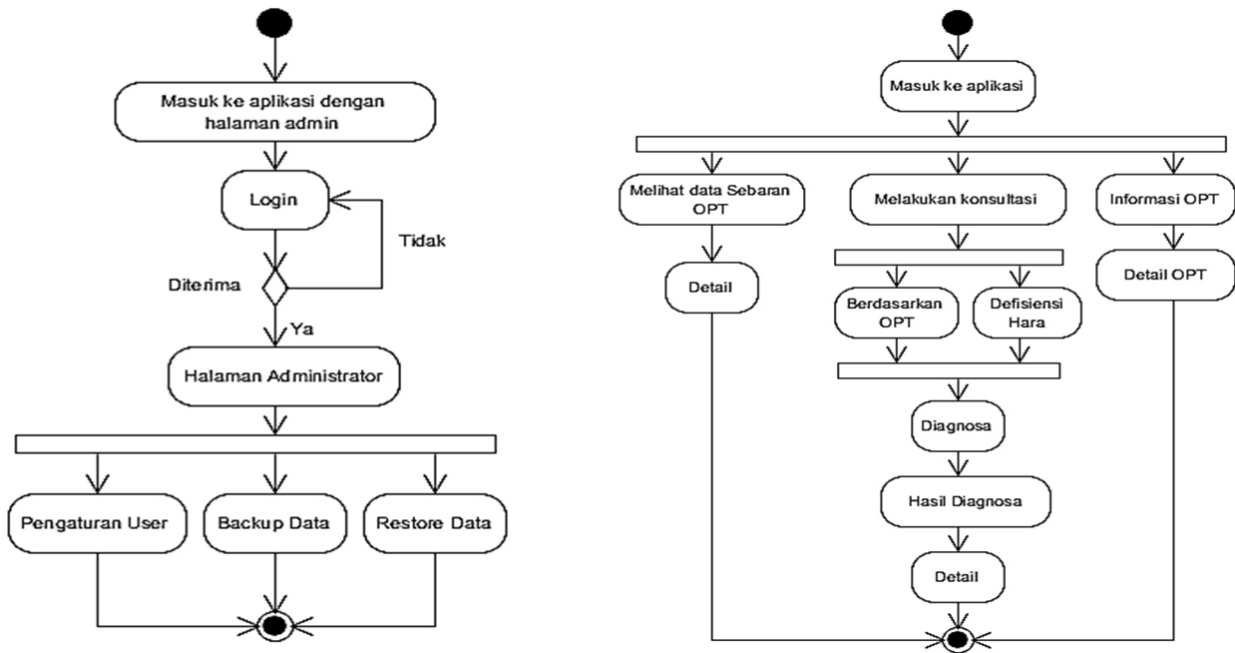 Masuk ke aplikasi dengan
halaman admin
Login
Tidak
Diterima
Ya
Halaman Administrator
Pengaturan User
Backup Data
Restore Data
Masuk ke aplikasi
Melihat data Sebaran
OPT
Melakukan konsultasi
Informasi OPT
Detail
Berdasarkan
OPT
Defisiensi
Hara
Detail OPT
Diagnosa
Hasil Diagnosa
Detail